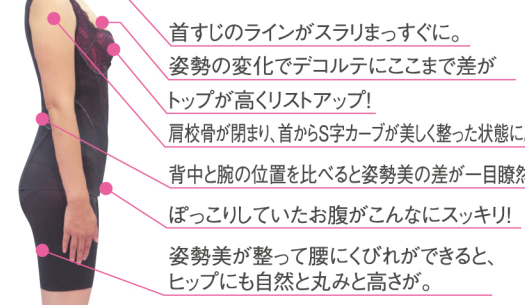 首すじのラインがスラリまっすぐに。
姿勢の変化でデコルテにここまで差が
トップが高くリストアップ!
肩校骨が閉まり、首からS字カーブが美しく整った状態に
背中と腕の位置を比べると姿勢美の差が一目瞭然
ぽっこりしていたお腹がこんなにスッキリ!
姿勢美が整って腰にくびれができると、
ヒップにも自然と丸みと高さが。